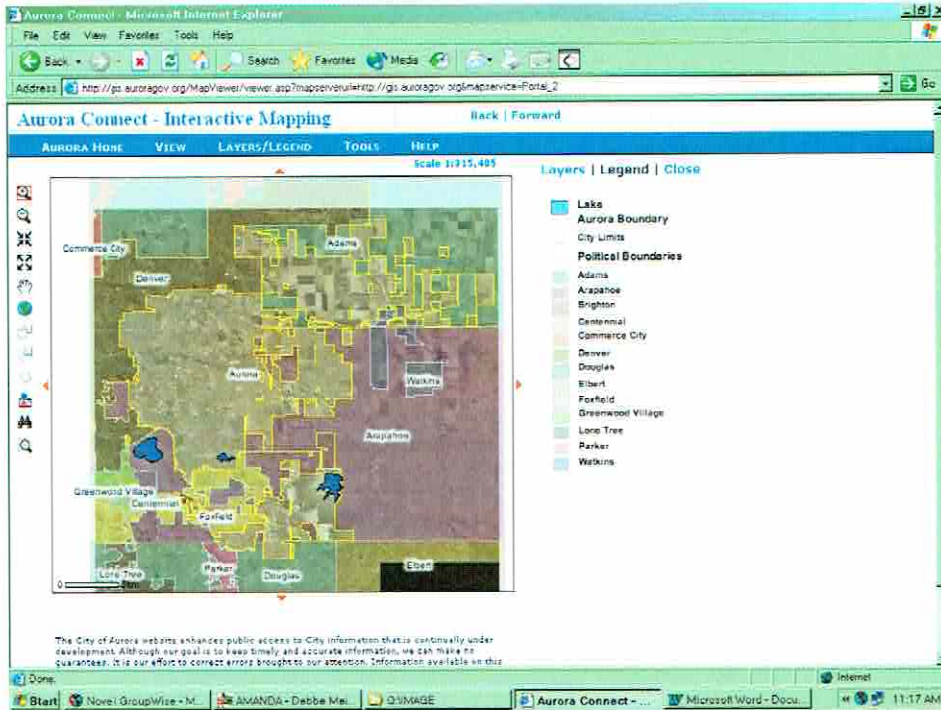 Aurora Connect - Microsoft Internet Explorer
File Edit View Favorites Tools Help
Back Search Favorites Media
Address http://gis.auroragov.org/MapViewer/viewer.asp?mapserverurl=http://gis.auroragov.org&mapservice=Portal_2 Go
Aurora Connect - Interactive Mapping Back | Forward
AURORA HOME VIEW LAYERS/LEGEND TOOLS HELP
Scale 1:315,405
Layers | Legend | Close
Lake
Aurora Boundary
City Limits
Political Boundaries
Adams
Arapahoe
Brighton
Centennial
Commerce City
Denver
Douglas
Elbert
Foxfield
Greenwood Village
Lone Tree
Parker
Watkins
Commerce City
Adams
Denver
Aurora
Watkins
Arapahoe
Greenwood Village
Centennial
Foxfield
Lone Tree
Parker
Douglas
Elbert
0
The City of Aurora website enhances public access to City information that is continually under
development. Although our goal is to keep timely and accurate information, we can make no
guarantees. It is our effort to correct errors brought to our attention. Information available on this
Done. Internet
Start Novell GroupWise - M... AMANDA - Debbe Mei... Q:\IMAGE Aurora Connect - ... Microsoft Word - Docu... 11:17 AM